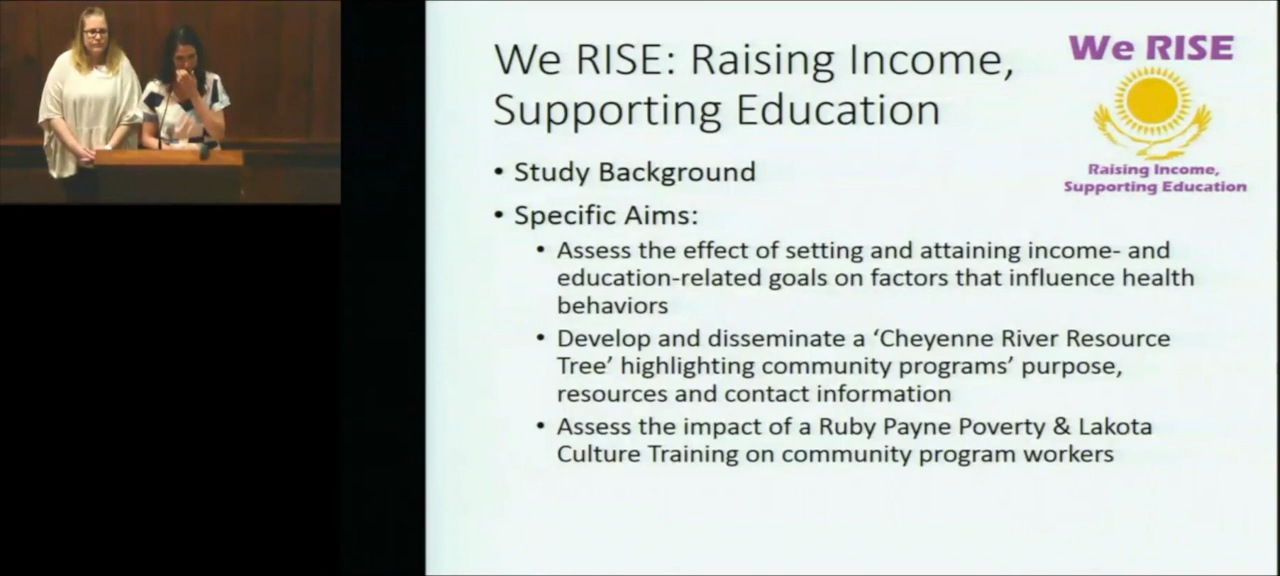 We RISE: Raising Income,
Supporting Education
We RISE
Raising Income,
Supporting Education
• Study Background
• Specific Aims:
• Assess the effect of setting and attaining income- and
education-related goals on factors that influence health
behaviors
• Develop and disseminate a ‘Cheyenne River Resource
Tree’ highlighting community programs’ purpose,
resources and contact information
• Assess the impact of a Ruby Payne Poverty & Lakota
Culture Training on community program workers